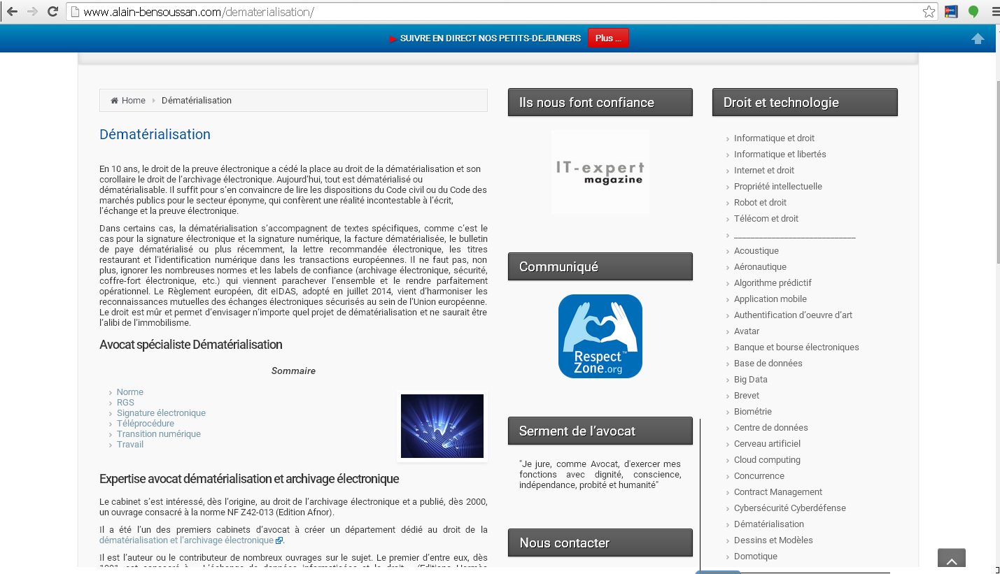 www.alain-bensoussan.com/dematerialisation/
SUIVRE EN DIRECT NOS PETITS-DEJEUNERS Plus ...
Home Dématérialisation
Dématérialisation
En 10 ans, le droit de la preuve électronique a cédé la place au droit de la dématérialisation et son
corollaire le droit de l’archivage électronique. Aujourd’hui, tout est dématérialisé ou
dématérialisable. Il suffit pour s’en convaincre de lire les dispositions du Code civil ou du Code des
marchés publics pour le secteur éponyme, qui confèrent une réalité incontestable à l’écrit,
l’échange et la preuve électronique.
Dans certains cas, la dématérialisation s’accompagnent de textes spécifiques, comme c’est le
cas pour la signature électronique et la signature numérique, la facture dématérialisée, le bulletin
de paye dématérialisé ou plus récemment, la lettre recommandée électronique, les titres
restaurant et l’identification numérique dans les transactions européennes. Il ne faut pas, non
plus, ignorer les nombreuses normes et les labels de confiance (archivage électronique, sécurité,
coffre-fort électronique, etc.) qui viennent parachever l’ensemble et le rendre parfaitement
opérationnel. Le Règlement européen, dit eIDAS, adopté en juillet 2014, vient d’harmoniser les
reconnaissances mutuelles des échanges électroniques sécurisés au sein de l’Union européenne.
Le droit est mûr et permet d’envisager n’importe quel projet de dématérialisation et ne saurait être
l’alibi de l’immobilisme.
Avocat spécialiste Dématérialisation
Sommaire
Norme
RGS
Signature électronique
Téléprocédure
Transition numérique
Travail
Expertise avocat dématérialisation et archivage électronique
Le cabinet s’est intéressé, dès l’origine, au droit de l’archivage électronique et a publié, dès 2000,
un ouvrage consacré à la norme NF Z42-013 (Edition Afnor).
Il a été l’un des premiers cabinets d’avocat à créer un département dédié au droit de la
dématérialisation et l’archivage électronique.
Il est l’auteur ou le contributeur de nombreux ouvrages sur le sujet. Le premier d’entre eux, dès
1991, est consacré à « L’échange de données informatisées et le droit » (Editions Hermès
Ils nous font confiance
IT-expert
magazine
Communiqué
Respect™
Zone.org
Serment de l’avocat
"Je jure, comme Avocat, d'exercer mes
fonctions avec dignité, conscience,
indépendance, probité et humanité"
Nous contacter
Droit et technologie
Informatique et droit
Informatique et libertés
Internet et droit
Propriété intellectuelle
Robot et droit
Télécom et droit
___________________________
Acoustique
Aéronautique
Algorithme prédictif
Application mobile
Authentification d’oeuvre d’art
Avatar
Banque et bourse électroniques
Base de données
Big Data
Brevet
Biométrie
Centre de données
Cerveau artificiel
Cloud computing
Concurrence
Contract Management
Cybersécurité Cyberdéfense
Dématérialisation
Dessins et Modèles
Domotique